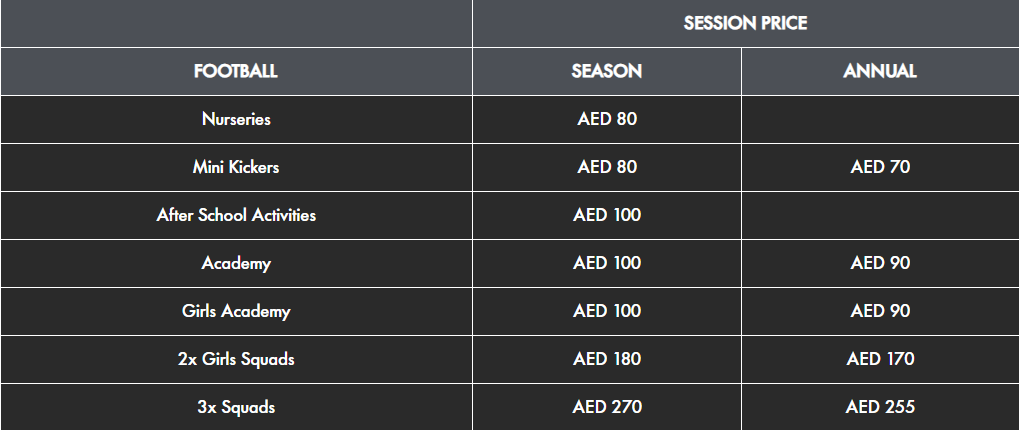 SESSION PRICE
FOOTBALL SEASON ANNUAL
Nurseries AED 80
Mini Kickers AED 80 AED 70
After School Activities AED 100
Academy AED 100 AED 90
Girls Academy AED 100 AED 90
2x Girls Squads AED 180 AED 170
3x Squads AED 270 AED 255